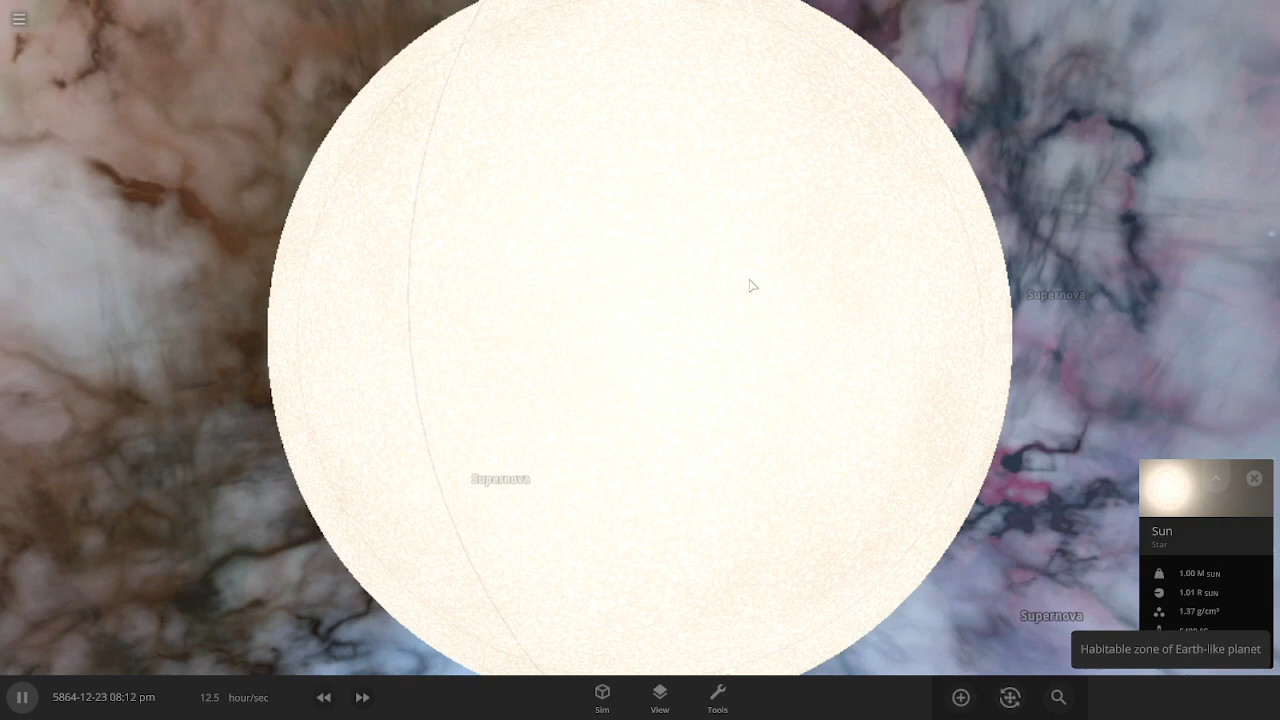 Supernova
Supernova
Supernova
Sun
Star
1.00 M SUN
1.01 R SUN
1.37 g/cm³
Habitable zone of Earth-like planet
5864-12-23 08:12 pm
12.5 hour/sec
Sim
View
Tools